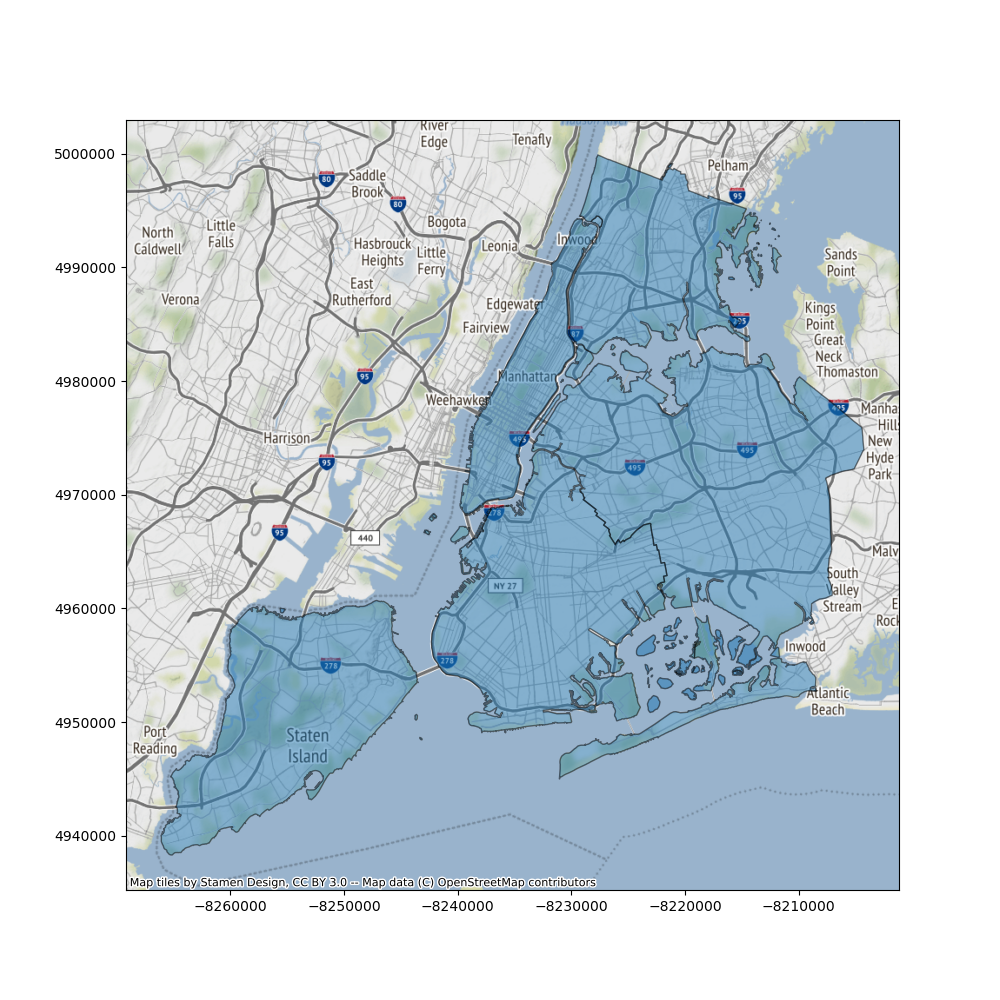 River
Edge
Tenafly
5000000
Pelham
Saddle
Brook
80
80
95
Little
Falls
North
Caldwell
Bogota
Hasbrouck
Heights
Little
Ferry
Leonia
Inwood
Sands
Point
4990000
East
Rutherford
Verona
Edgewater
Fairview
87
Kings
Point
Great
Neck
Thomaston
4980000
95
Manhattan
Weehawken
495
Manha
Hill
New
Hyde
Park
Harrison
95
495
495
495
4970000
278
95
440
Malv
4960000
NY 27
South
Valley
Stream
E
Rock
Inwood
278
278
Atlantic
Beach
4950000
Port
Reading
Staten
Island
4940000
Map tiles by Stamen Design, CC BY 3.0 -- Map data (C) OpenStreetMap contributors
−8260000
−8250000
−8240000
−8230000
−8220000
−8210000